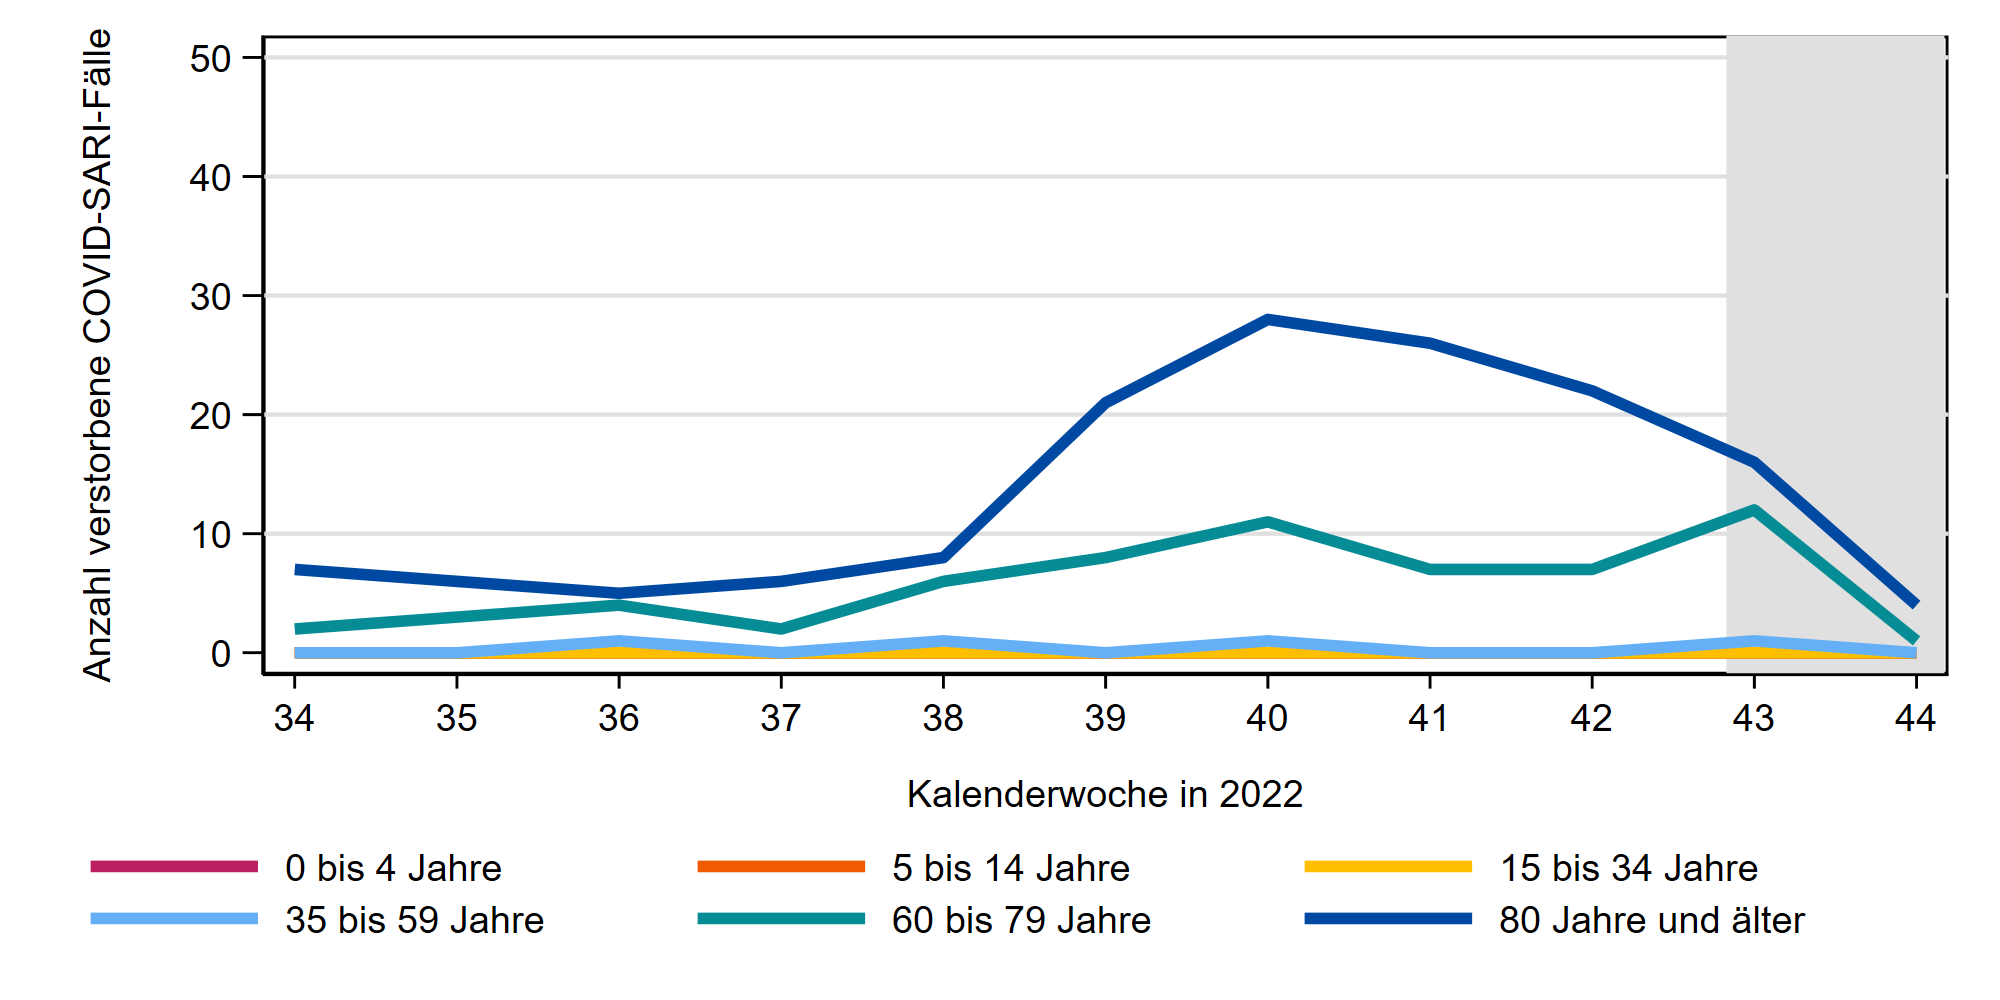 Anzahl verstorbene COVID-SARI-Fälle
50
40
30
20
10
0
34 35 36 37 38 39 40 41 42 43 44
Kalenderwoche in 2022
0 bis 4 Jahre 5 bis 14 Jahre 15 bis 34 Jahre
35 bis 59 Jahre 60 bis 79 Jahre 80 Jahre und älter